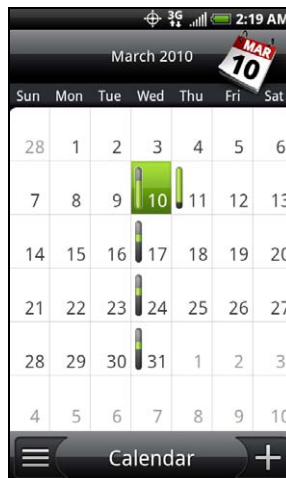 3G 2:19 AM
March 2010
MAR
10
Sun Mon Tue Wed Thu Fri Sat
28 1 2 3 4 5 6
7 8 9 10 11 12 13
14 15 16 17 18 19 20
21 22 23 24 25 26 27
28 29 30 31 1 2 3
4 5 6 7 8 9 10
Calendar